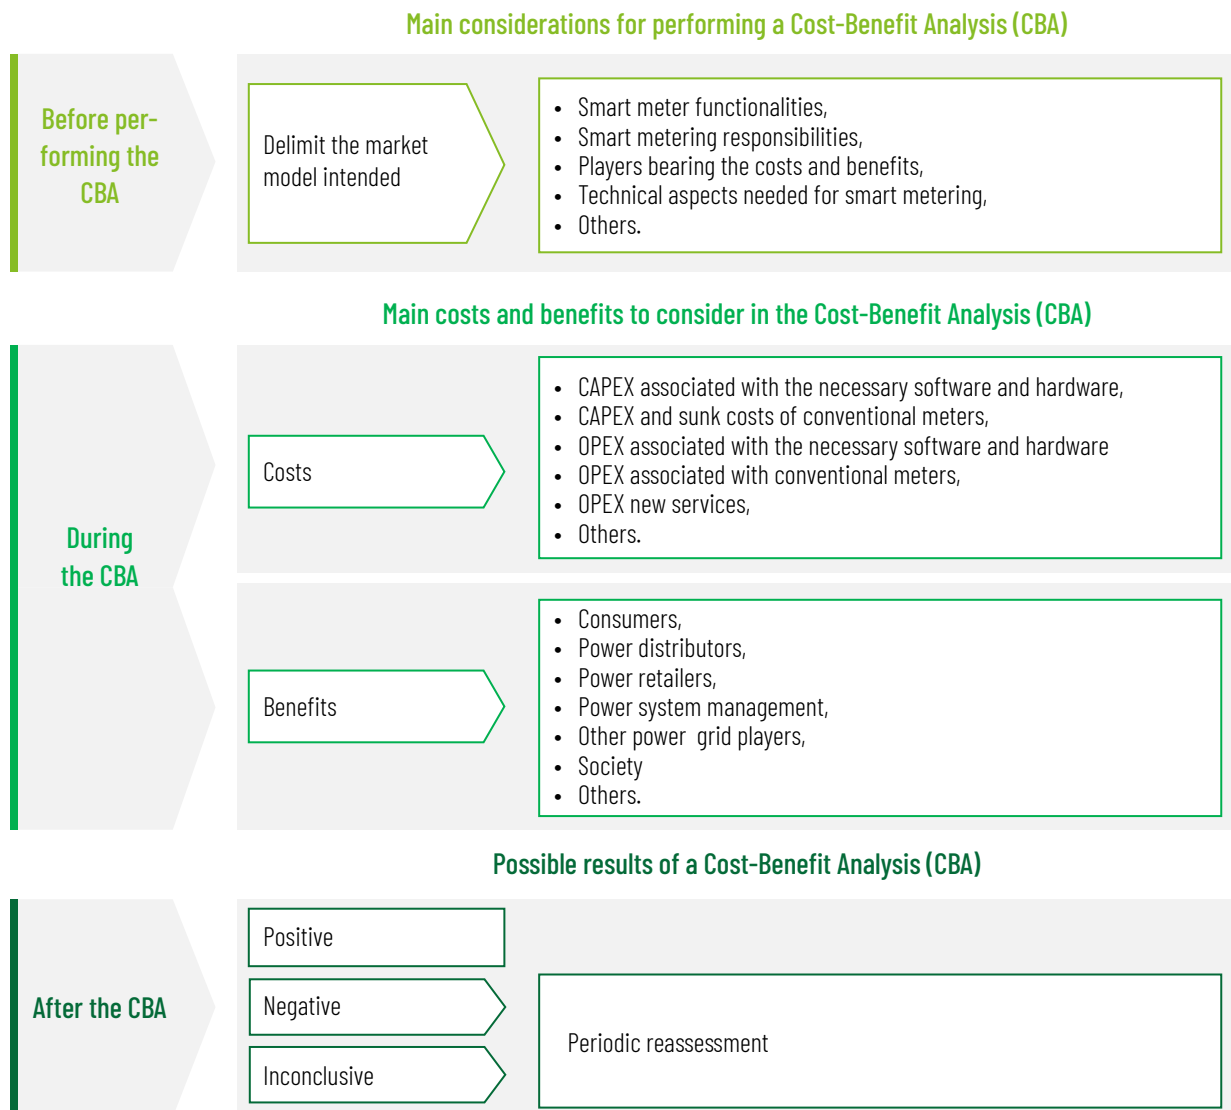 Main considerations for performing a Cost-Benefit Analysis (CBA)
Before per-
forming the
CBA
Delimit the market
model intended
• Smart meter functionalities,
• Smart metering responsibilities,
• Players bearing the costs and benefits,
• Technical aspects needed for smart metering,
• Others.
Main costs and benefits to consider in the Cost-Benefit Analysis (CBA)
During
the CBA
Costs
• CAPEX associated with the necessary software and hardware,
• CAPEX and sunk costs of conventional meters,
• OPEX associated with the necessary software and hardware
• OPEX associated with conventional meters,
• OPEX new services,
• Others.
Benefits
• Consumers,
• Power distributors,
• Power retailers,
• Power system management,
• Other power  grid players,
• Society
• Others.
Possible results of a Cost-Benefit Analysis (CBA)
After the CBA
Positive
Negative
Inconclusive
Periodic reassessment